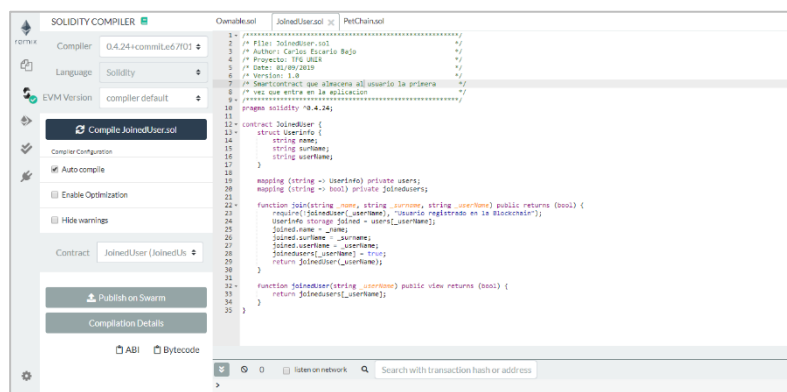 SOLIDITY COMPILER
Compiler 0.4.24+commit.e67f01
Language Solidity
EVM Version compiler default
Compile JoinedUser.sol
Compiler Configuration
Auto compile
Enable Optimization
Hide warnings
Contract JoinedUser (JoinedUs
Publish on Swarm
Compilation Details
ABI Bytecode
Ownable.sol JoinedUser.sol PetChain.sol
1 /********************************************************
2 /* File: JoinedUser.sol */
3 /* Author: Carlos Escario Bajo */
4 /* Proyecto: TFG UNIR */
5 /* Date: 01/09/2019 */
6 /* Version: 1.0 */
7 /* Smartcontract que almacena al usuario la primera */
8 /* vez que entra en la aplicacion */
9 /********************************************************/
10 pragma solidity ^0.4.24;
11
12 contract JoinedUser {
13 struct Userinfo {
14 string name;
15 string surName;
16 string userName;
17 }
18
19 mapping (string => Userinfo) private users;
20 mapping (string => bool) private joinedusers;
21
22 function join(string _name, string _surname, string _userName) public returns (bool) {
23 require(!joinedUser(_userName), "Usuario registrado en la Blockchain");
24 Userinfo storage joined = users[_userName];
25 joined.name = _name;
26 joined.surName = _surname;
27 joined.userName = _userName;
28 joinedusers[_userName] = true;
29 return joinedUser(_userName);
30 }
31
32 function joinedUser(string _userName) public view returns (bool) {
33 return joinedusers[_userName];
34 }
35 }
0 listen on network Search with transaction hash or address
>